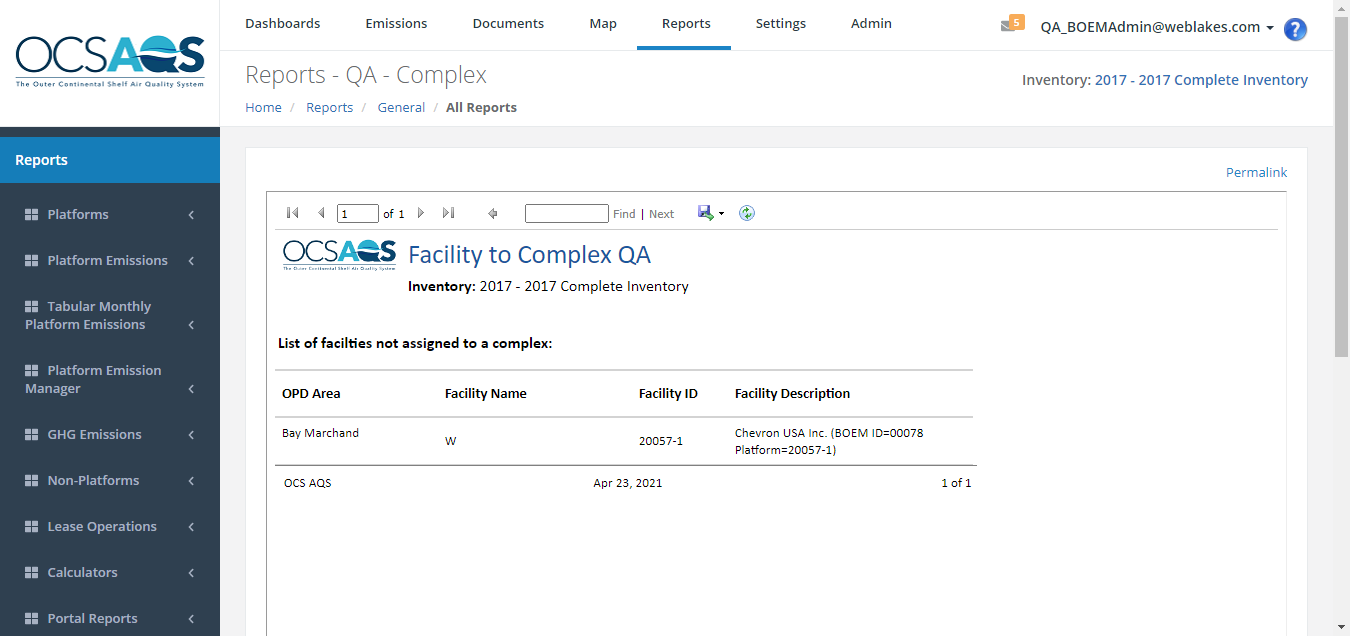 OCSAQS
The Outer Continental Shelf Air Quality System
Dashboards Emissions Documents Map Reports Settings Admin
5 QA_BOEMAdmin@weblakes.com ?
Reports - QA - Complex
Inventory: 2017 - 2017 Complete Inventory
Home / Reports / General / All Reports
Reports
Platforms
Platform Emissions
Tabular Monthly
Platform Emissions
Platform Emission
Manager
GHG Emissions
Non-Platforms
Lease Operations
Calculators
Portal Reports
Permalink
1 of 1 Find | Next
OCSAQS
The Outer Continental Shelf Air Quality System
Facility to Complex QA
Inventory: 2017 - 2017 Complete Inventory
List of facilties not assigned to a complex:
OPD Area Facility Name Facility ID Facility Description
Bay Marchand W 20057-1 Chevron USA Inc. (BOEM ID=00078
Platform=20057-1)
OCS AQS Apr 23, 2021 1 of 1